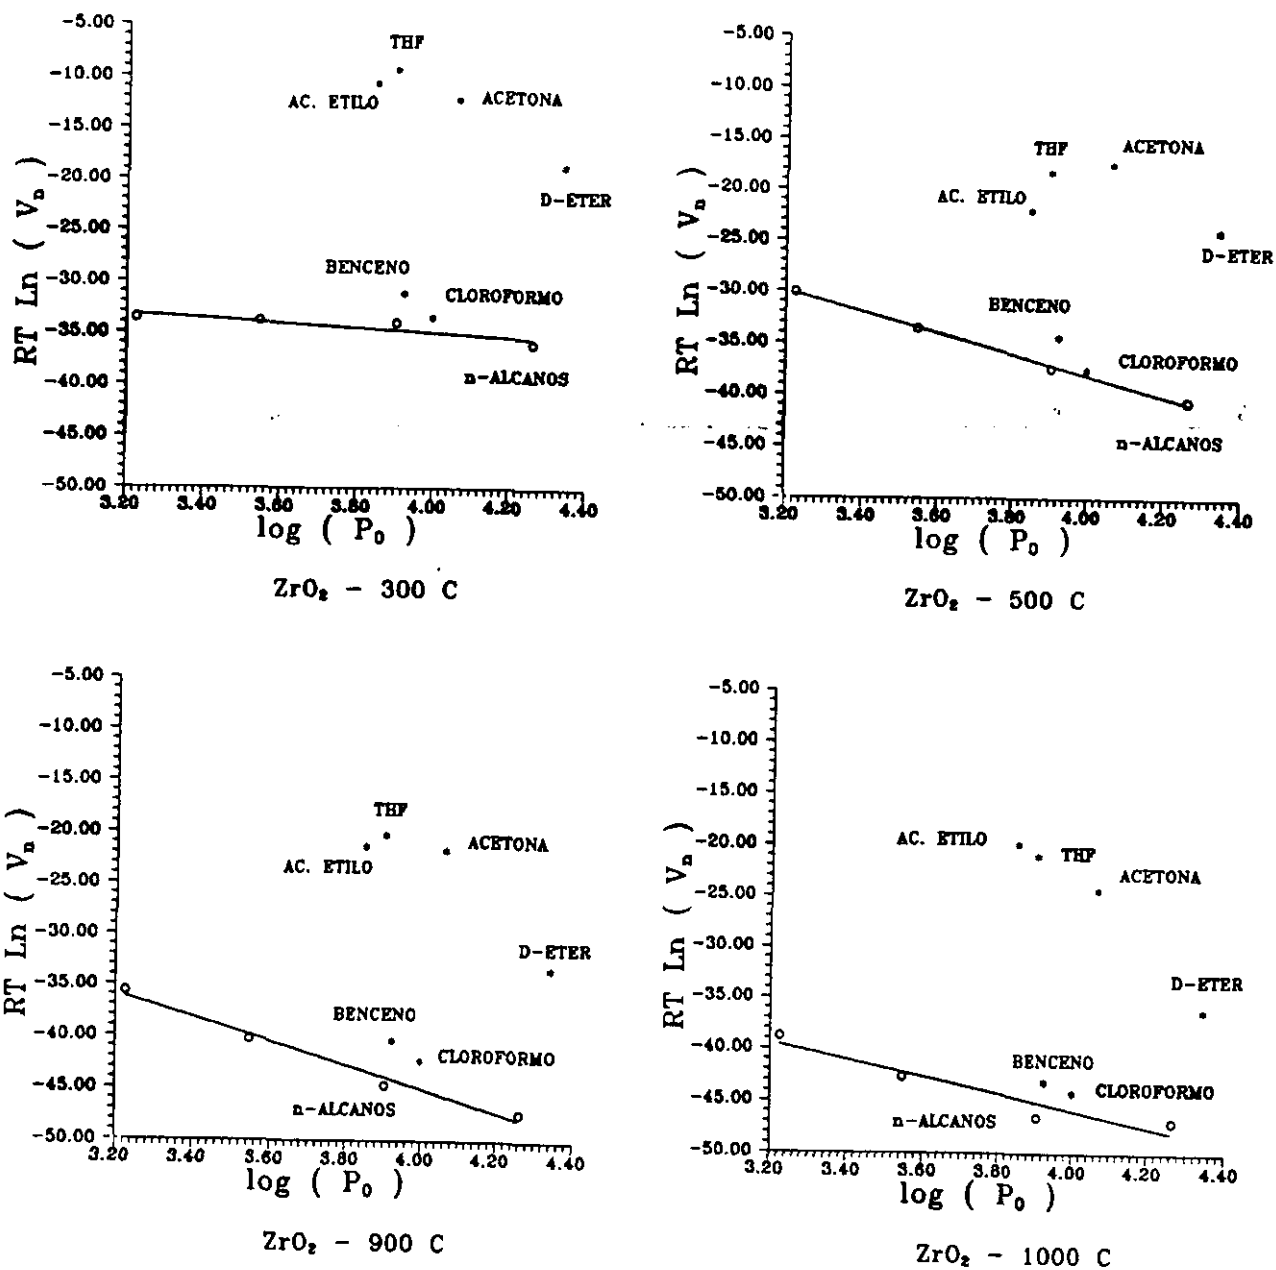 -5.00
-10.00
-15.00
-20.00
-25.00
-30.00
-35.00
-40.00
-45.00
-50.00
RT Ln ( Vn )
THF
AC. ETILO
ACETONA
D-ETER
BENCENO
CLOROFORMO
n-ALCANOS
3.20 3.40 3.60 3.80 4.00 4.20 4.40
log ( P₀ )
ZrO₂ - 300 C
-5.00
-10.00
-15.00
-20.00
-25.00
-30.00
-35.00
-40.00
-45.00
-50.00
RT Ln ( Vn )
THF
ACETONA
AC. ETILO
D-ETER
BENCENO
CLOROFORMO
n-ALCANOS
3.20 3.40 3.60 3.80 4.00 4.20 4.40
log ( P₀ )
ZrO₂ - 500 C
-5.00
-10.00
-15.00
-20.00
-25.00
-30.00
-35.00
-40.00
-45.00
-50.00
RT Ln ( Vn )
THF
ACETONA
AC. ETILO
D-ETER
BENCENO
CLOROFORMO
n-ALCANOS
3.20 3.40 3.60 3.80 4.00 4.20 4.40
log ( P₀ )
ZrO₂ - 900 C
-5.00
-10.00
-15.00
-20.00
-25.00
-30.00
-35.00
-40.00
-45.00
-50.00
RT Ln ( Vn )
AC. ETILO
THF
ACETONA
D-ETER
BENCENO
CLOROFORMO
n-ALCANOS
3.20 3.40 3.60 3.80 4.00 4.20 4.40
log ( P₀ )
ZrO₂ - 1000 C